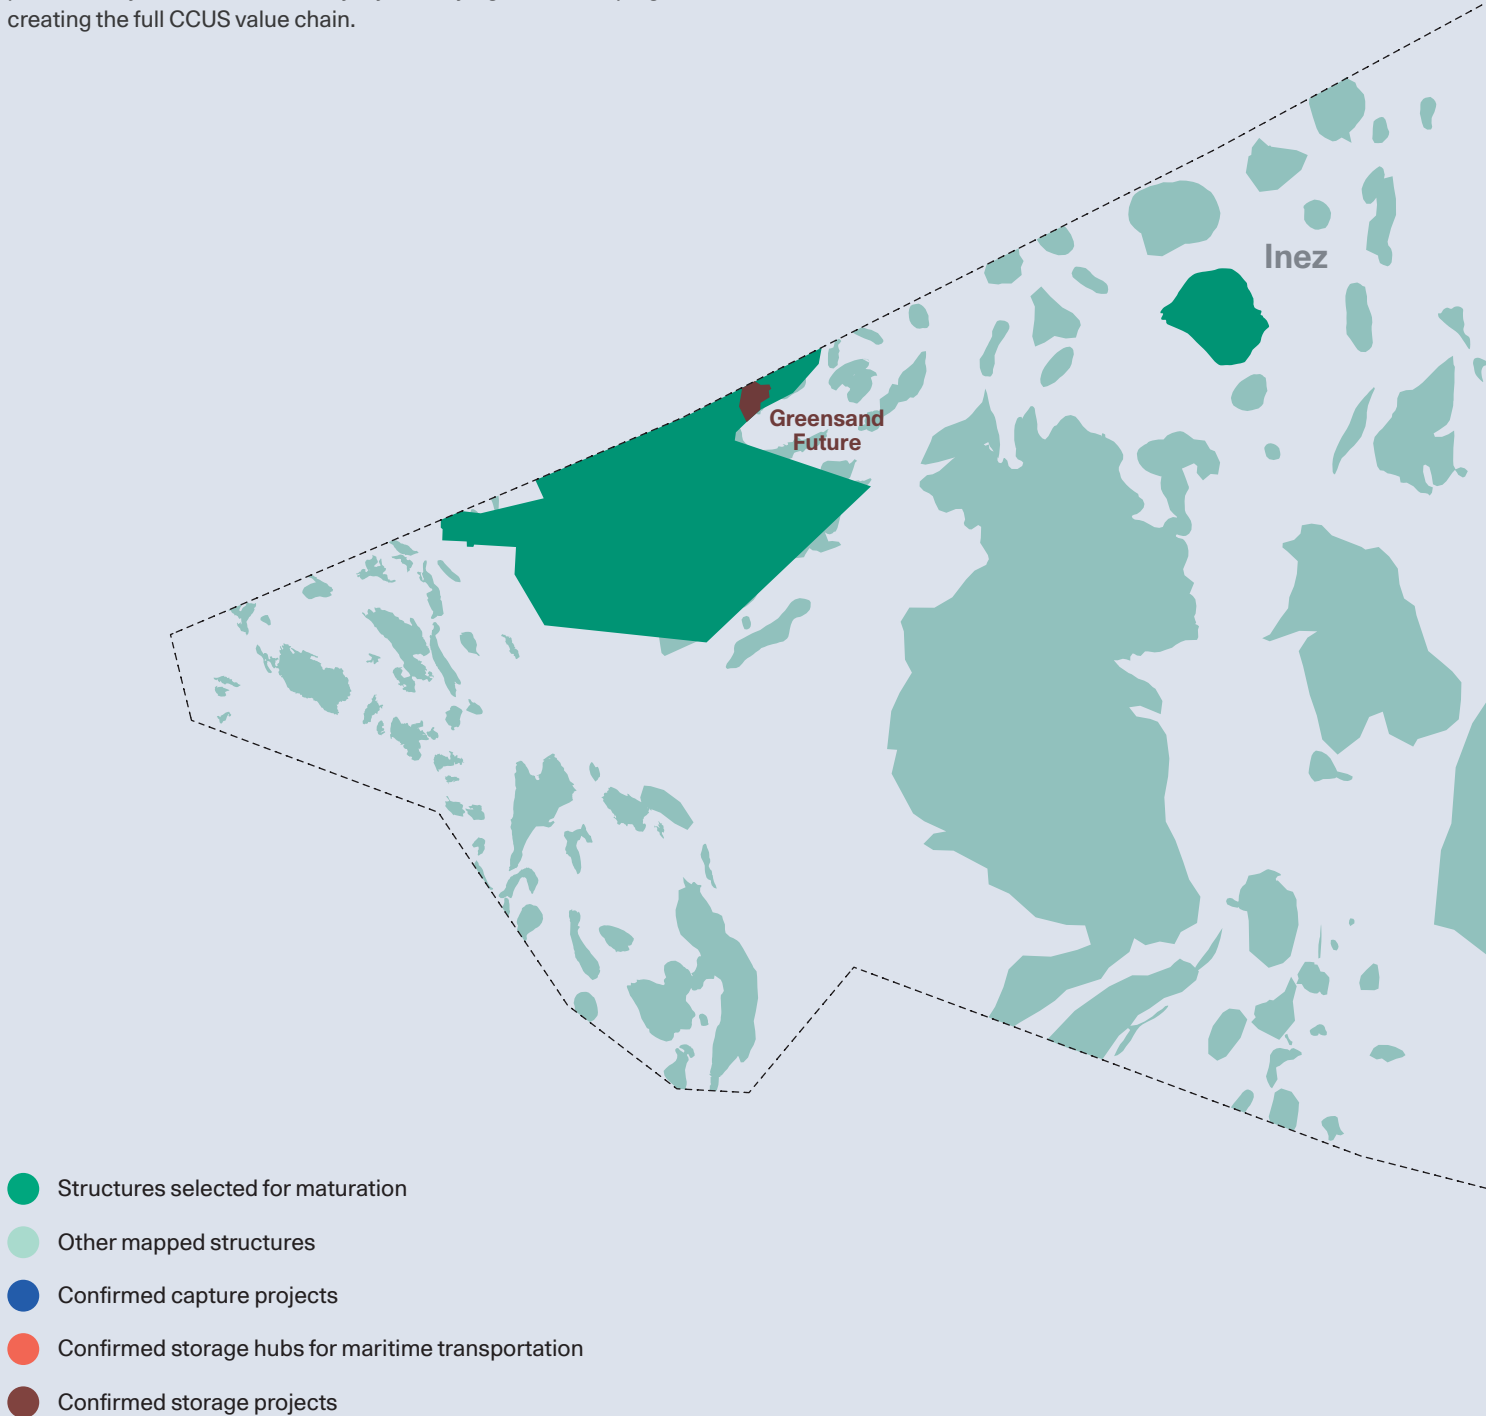 creating the full CCUS value chain.
Inez
Greensand
Future
Structures selected for maturation
Other mapped structures
Confirmed capture projects
Confirmed storage hubs for maritime transportation
Confirmed storage projects